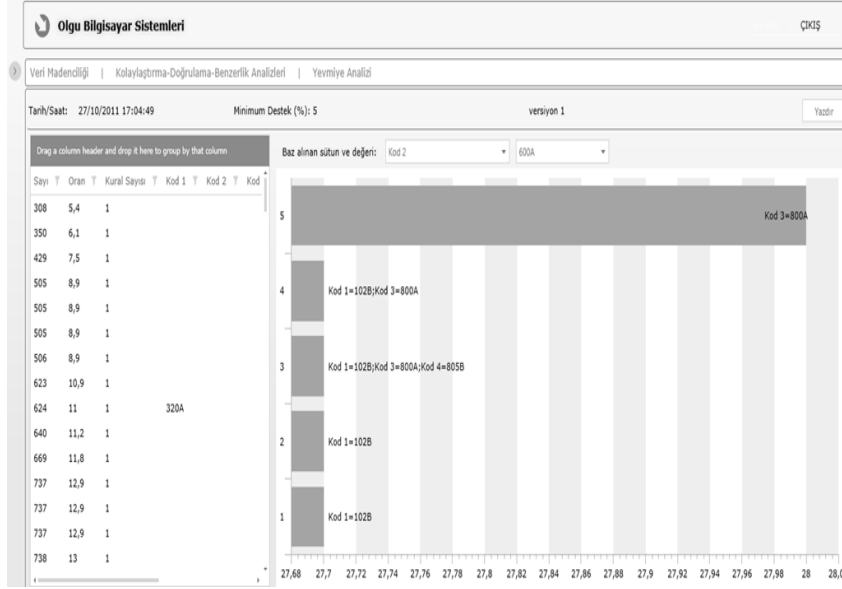 Olgu Bilgisayar Sistemleri
ÇIKIŞ
Veri Madenciliği | Kolaylaştırma-Doğrulama-Benzerlik Analizleri | Yevmiye Analizi
Tarih/Saat: 27/10/2011 17:04:49 Minimum Destek (%): 5 versiyon 1 Yazdır
Drag a column header and drop it here to group by that column
Baz alınan sütun ve değeri: Kod 2 600A
Sayı Oran Kural Sayısı Kod 1 Kod 2 Kod
308 5,4 1
350 6,1 1
429 7,5 1
505 8,9 1
505 8,9 1
505 8,9 1
506 8,9 1
623 10,9 1
624 11 1 320A
640 11,2 1
669 11,8 1
737 12,9 1
737 12,9 1
737 12,9 1
738 13 1
5 Kod 3=800A
4 Kod 1=102B;Kod 3=800A
3 Kod 1=102B;Kod 3=800A;Kod 4=805B
2 Kod 1=102B
1 Kod 1=102B
27,68 27,7 27,72 27,74 27,76 27,78 27,8 27,82 27,84 27,86 27,88 27,9 27,92 27,94 27,96 27,98 28